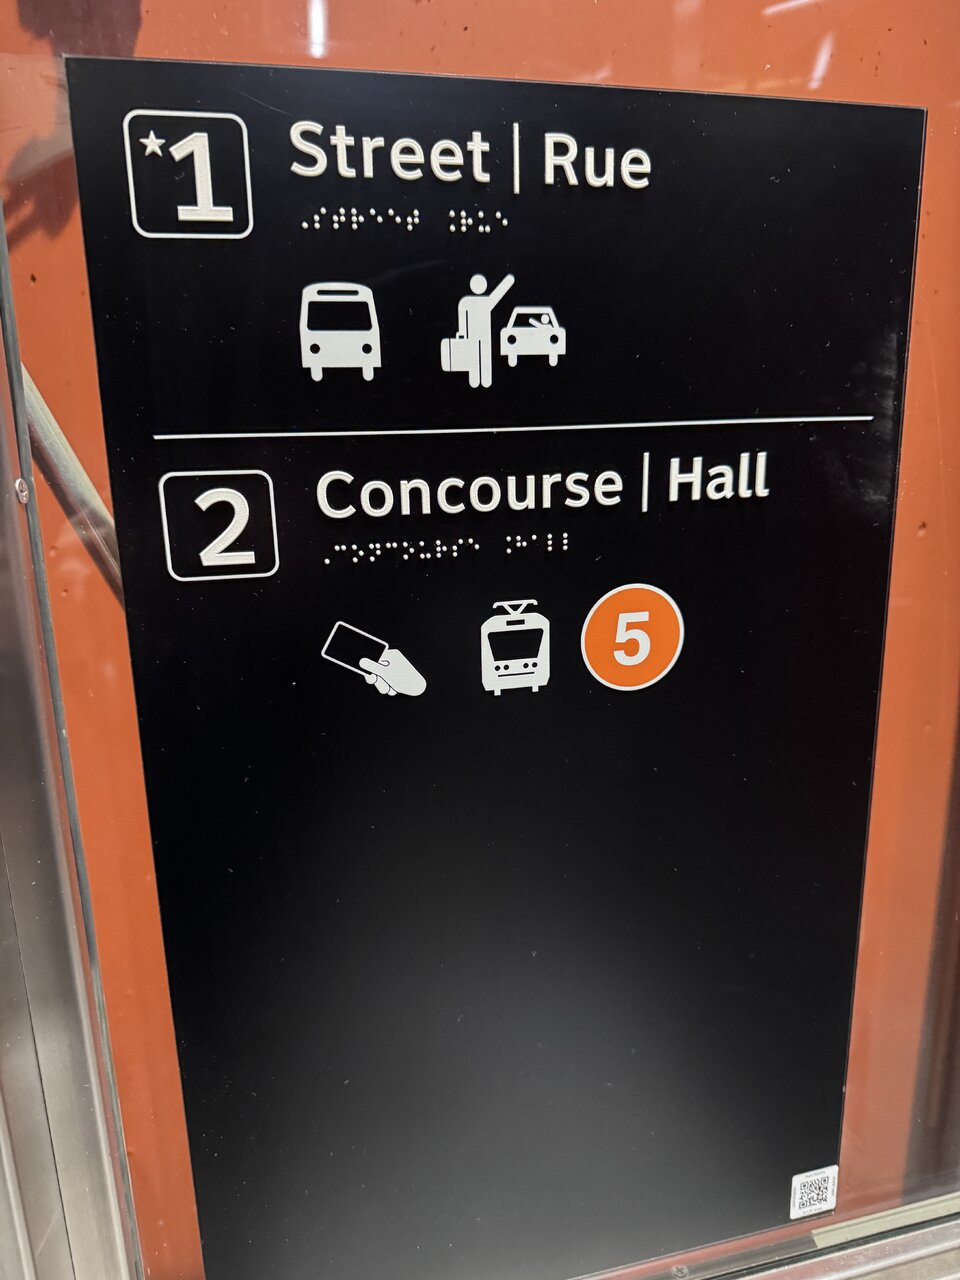 ★1 Street | Rue
⠠⠎⠞⠗⠑⠑⠞ ⠨⠗⠥⠑
2 Concourse | Hall
5